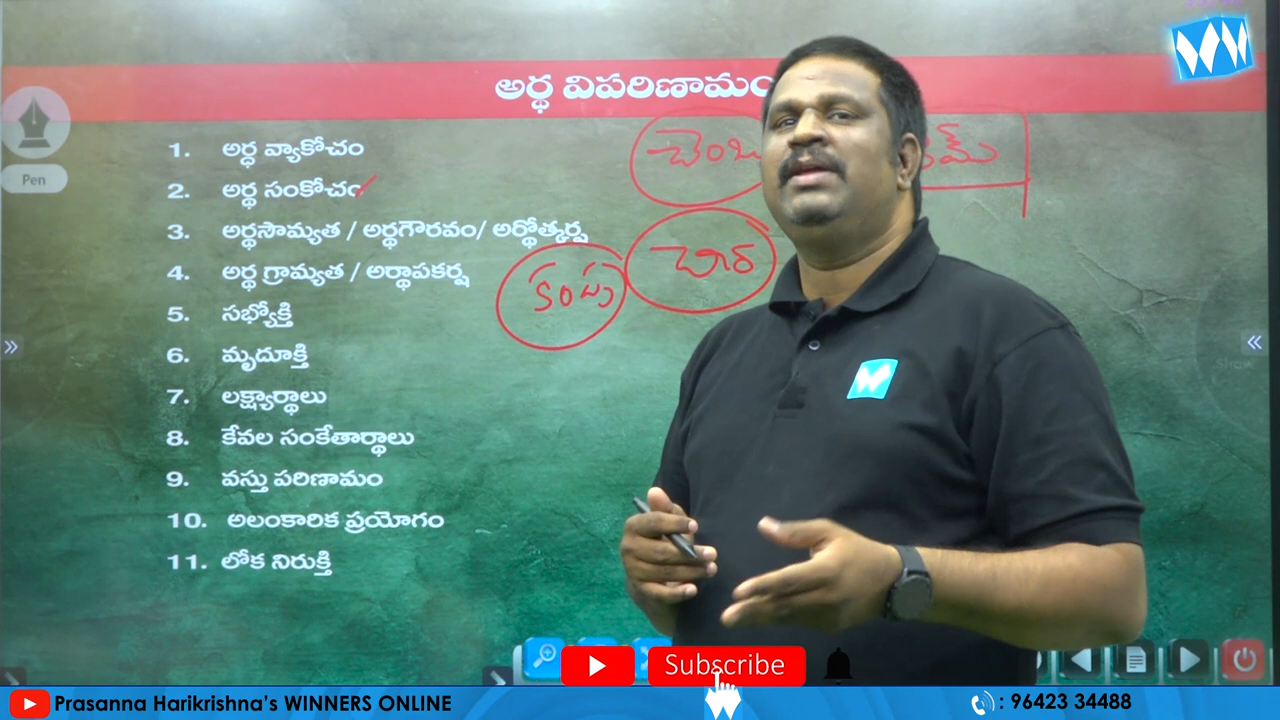 అర్థ విపరిణామం
Pen
1. అర్ధ వ్యాకోచం
చెంబు
2. అర్థ సంకోచం
3. అర్థసౌమ్యత / అర్థగౌరవం/ అర్థోత్కర్ష
చీర
4. అర్థ గ్రామ్యత / అర్థాపకర్ష
కంపు
5. సభ్యోక్తి
6. మృదూక్తి
7. లక్ష్యార్థాలు
8. కేవల సంకేతార్థాలు
9. వస్తు పరిణామం
10. అలంకారిక ప్రయోగం
11. లోక నిరుక్తి
Subscribe
Prasanna Harikrishna's WINNERS ONLINE
: 96423 34488